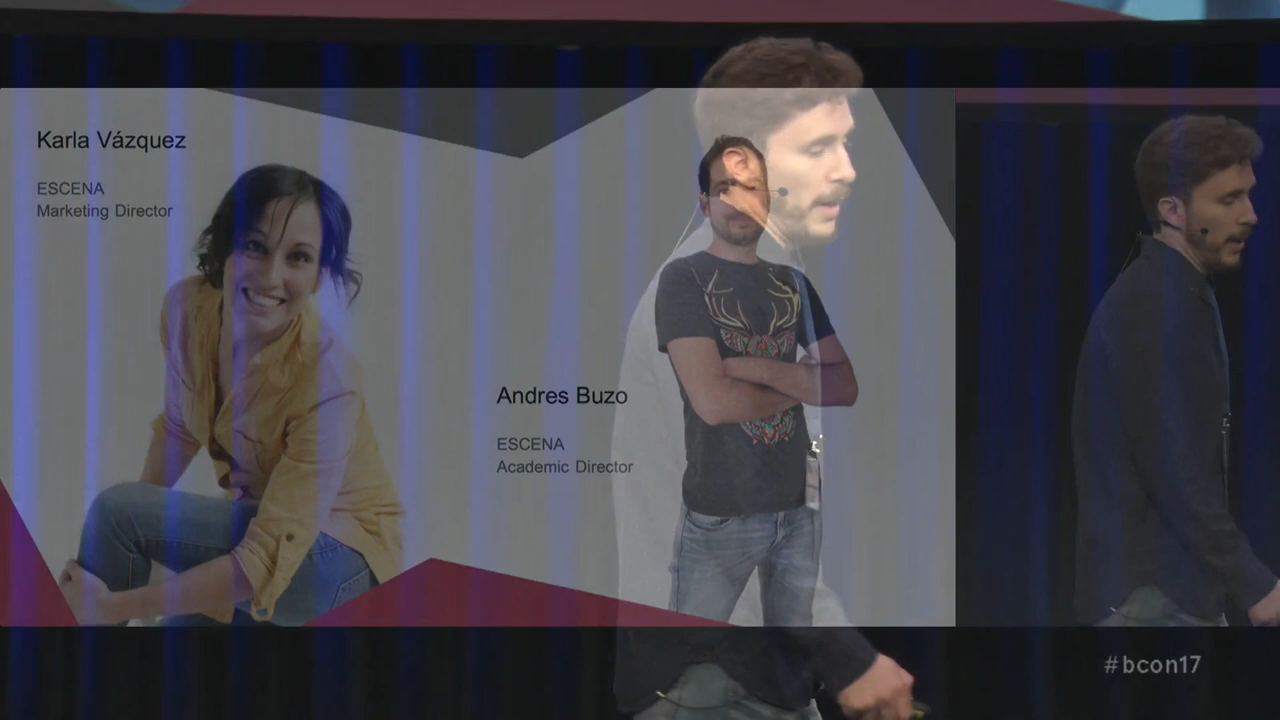 Karla Vázquez
ESCENA
Marketing Director
Andres Buzo
ESCENA
Academic Director
#bcon17